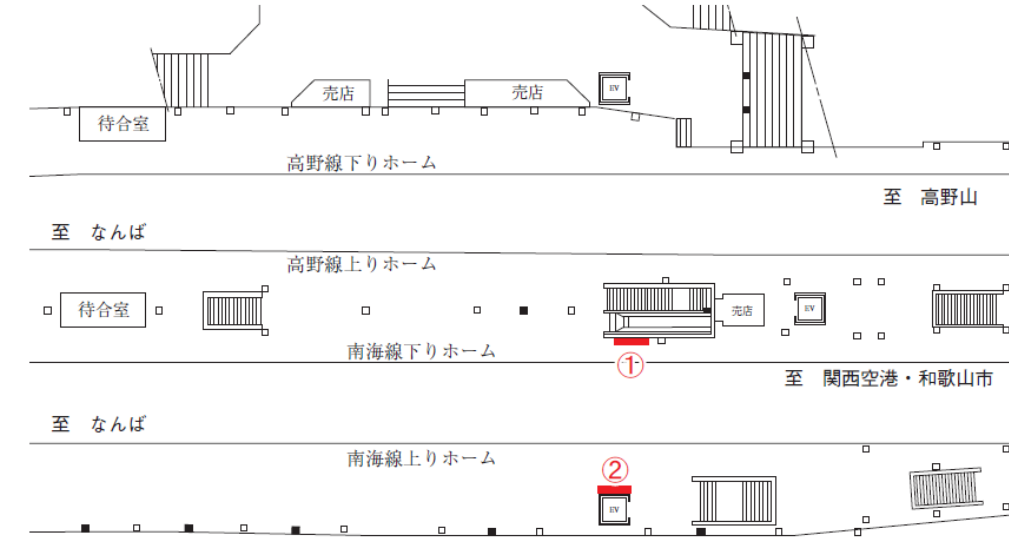 売店
売店
EV
待合室
高野線下りホーム
至　高野山
至　なんば
高野線上りホーム
待合室
売店
EV
南海線下りホーム
①
至　関西空港・和歌山市
至　なんば
南海線上りホーム
②
EV